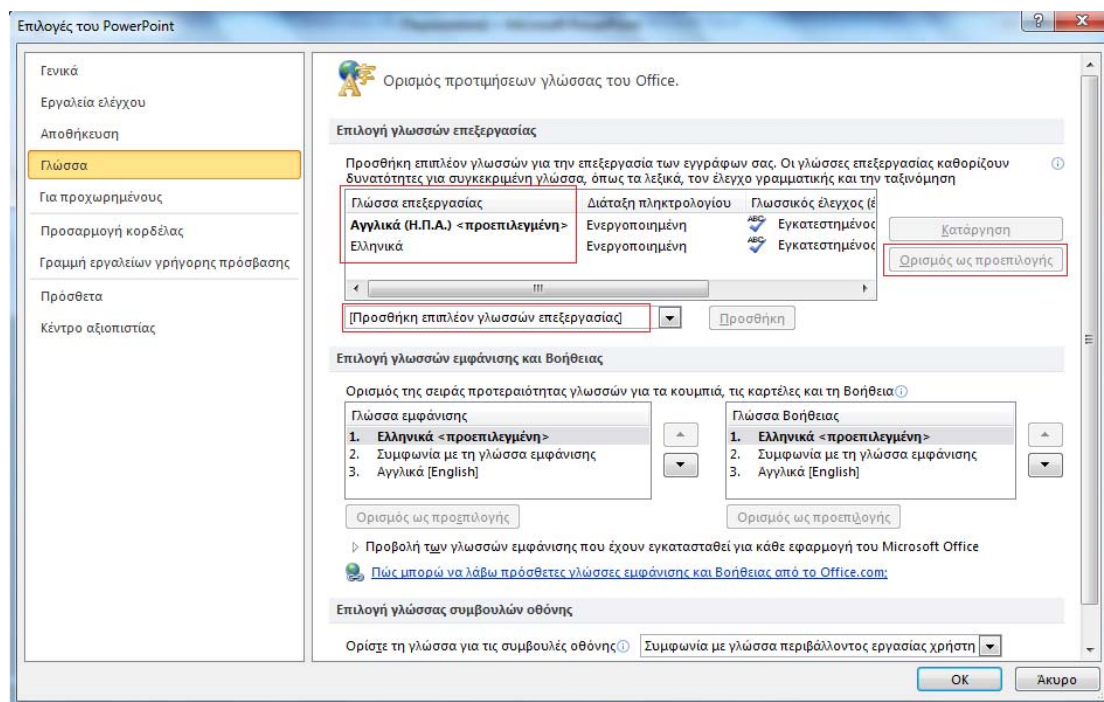 Επιλογές του PowerPoint
Γενικά
Εργαλεία ελέγχου
Αποθήκευση
Γλώσσα
Για προχωρημένους
Προσαρμογή κορδέλας
Γραμμή εργαλείων γρήγορης πρόσβασης
Πρόσθετα
Κέντρο αξιοπιστίας
Ορισμός προτιμήσεων γλώσσας του Office.
Επιλογή γλωσσών επεξεργασίας
Προσθήκη επιπλέον γλωσσών για την επεξεργασία των εγγράφων σας. Οι γλώσσες επεξεργασίας καθορίζουν
δυνατότητες για συγκεκριμένη γλώσσα, όπως τα λεξικά, τον έλεγχο γραμματικής και την ταξινόμηση
Γλώσσα επεξεργασίας Διάταξη πληκτρολογίου Γλωσσικός έλεγχος (έ
Αγγλικά (Η.Π.Α.) <προεπιλεγμένη> Ενεργοποιημένη Εγκατεστημένος
Ελληνικά Ενεργοποιημένη Εγκατεστημένος
Κατάργηση
Ορισμός ως προεπιλογής
[Προσθήκη επιπλέον γλωσσών επεξεργασίας] Προσθήκη
Επιλογή γλωσσών εμφάνισης και Βοήθειας
Ορισμός της σειράς προτεραιότητας γλωσσών για τα κουμπιά, τις καρτέλες και τη Βοήθεια
Γλώσσα εμφάνισης
1. Ελληνικά <προεπιλεγμένη>
2. Συμφωνία με τη γλώσσα εμφάνισης
3. Αγγλικά [English]
Ορισμός ως προεπιλογής
Γλώσσα Βοήθειας
1. Ελληνικά <προεπιλεγμένη>
2. Συμφωνία με τη γλώσσα εμφάνισης
3. Αγγλικά [English]
Ορισμός ως προεπιλογής
Προβολή των γλωσσών εμφάνισης που έχουν εγκατασταθεί για κάθε εφαρμογή του Microsoft Office
Πώς μπορώ να λάβω πρόσθετες γλώσσες εμφάνισης και Βοήθειας από το Office.com;
Επιλογή γλώσσας συμβουλών οθόνης
Ορίστε τη γλώσσα για τις συμβουλές οθόνης Συμφωνία με γλώσσα περιβάλλοντος εργασίας χρήστη
OK Άκυρο